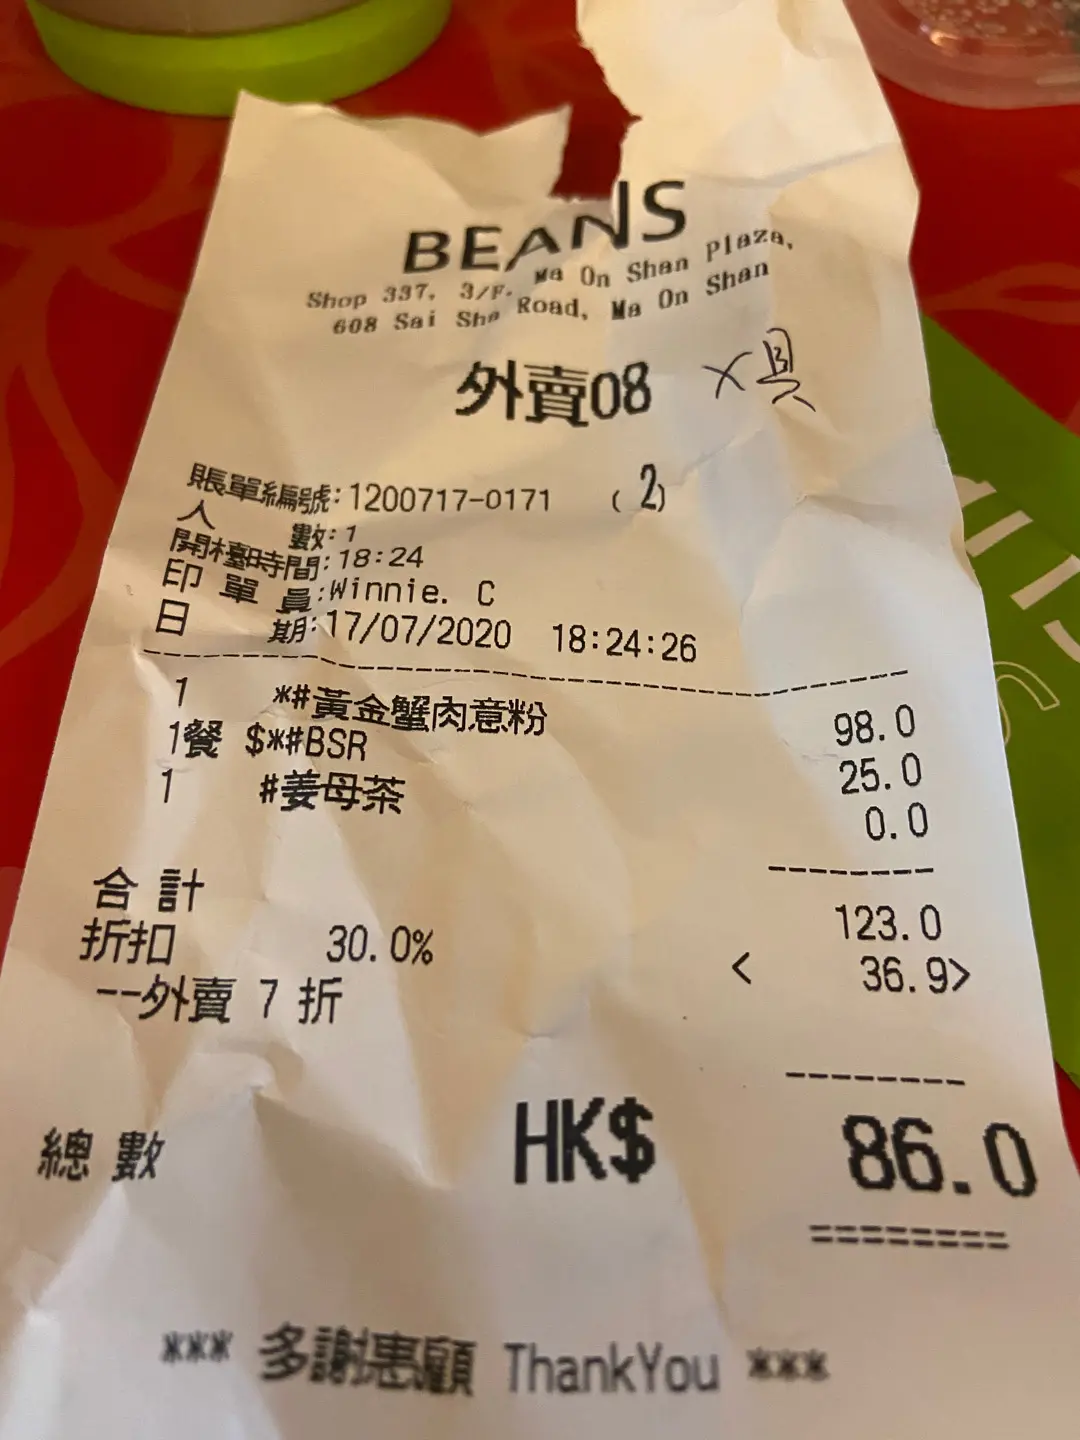 BEANS
Shop 337, 3/F. Ma On Shan Plaza,
608 Sai Sha Road, Ma On Shan
外賣08 X具
賬單編號:1200717-0171 (2)
人數:1
開檯時間:18:24
印單員:Winnie. C
日期:17/07/2020 18:24:26
1 *#黃金蟹肉意粉 98.0
1餐 $*#BSR 25.0
1 #姜母茶 0.0
合計 123.0
折扣 30.0% < 36.9>
--外賣 7 折
總數 HK$ 86.0
*** 多謝惠顧 ThankYou ***